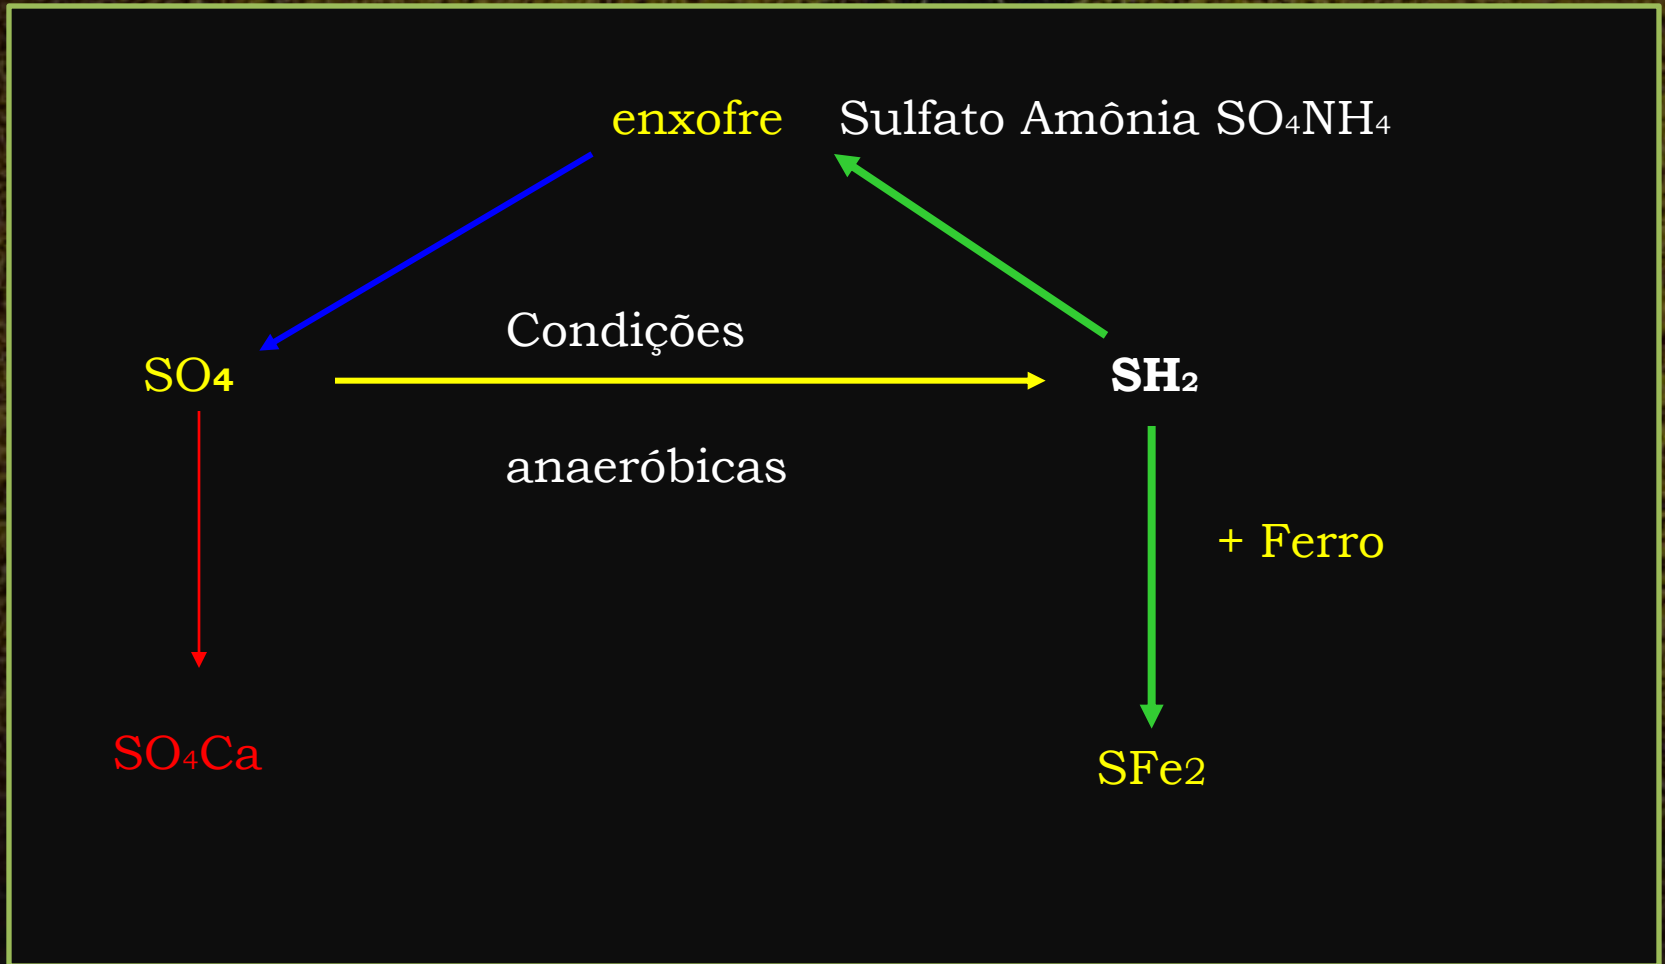 enxofre Sulfato Amônia SO₄NH₄
Condições
SO₄ SH₂
anaeróbicas
+ Ferro
SO₄Ca
SFe2